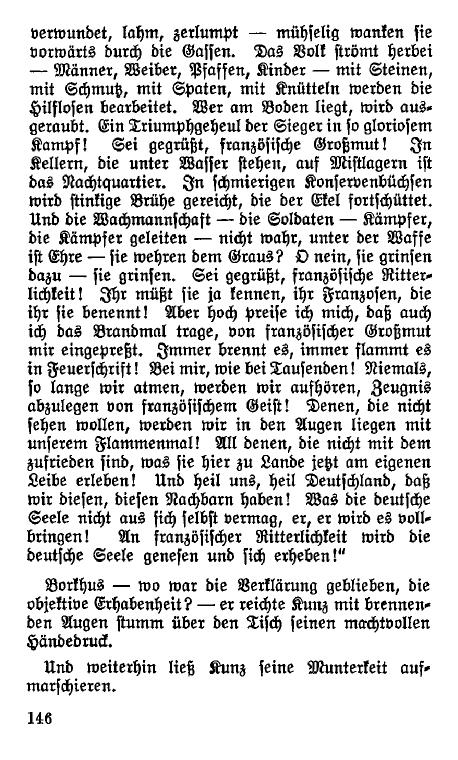 verwundet, lahm, zerlumpt — mühselig wanken sie
vorwärts durch die Gassen. Das Volk strömt herbei
— Männer, Weiber, Pfaffen, Kinder — mit Steinen,
mit Schmutz, mit Spaten, mit Knütteln werden die
Hilflosen bearbeitet. Wer am Boden liegt, wird aus-
geraubt. Ein Triumphgeheul der Sieger in so gloriosem
Kampf! Sei gegrüßt, französische Großmut! In
Kellern, die unter Wasser stehen, auf Mistlagern ist
das Nachtquartier. In schmierigen Konservenbüchsen
wird stinkige Brühe gereicht, die der Ekel fortschüttet.
Und die Wachmannschaft — die Soldaten — Kämpfer,
die Kämpfer geleiten — nicht wahr, unter der Waffe
ist Ehre — sie wehren dem Graus? O nein, sie grinsen
dazu — sie grinsen. Sei gegrüßt, französische Ritter-
lichkeit! Ihr müßt sie ja kennen, ihr Franzosen, die
ihr sie benennt! Aber hoch preise ich mich, daß auch
ich das Brandmal trage, von französischer Großmut
mir eingepreßt. Immer brennt es, immer flammt es
in Feuerschrift! Bei mir, wie bei Tausenden! Niemals,
so lange wir atmen, werden wir aufhören, Zeugnis
abzulegen von französischem Geist! Denen, die nicht
sehen wollen, werden wir in den Augen liegen mit
unserem Flammenmal! All denen, die nicht mit dem
zufrieden sind, was sie hier zu Lande jetzt am eigenen
Leibe erleben! Und heil uns, heil Deutschland, daß
wir diesen, diesen Nachbarn haben! Was die deutsche
Seele nicht aus sich selbst vermag, er, er wird es voll-
bringen! An französischer Ritterlichkeit wird die
deutsche Seele genesen und sich erheben!"
Borkhus — wo war die Verklärung geblieben, die
objektive Erhabenheit? — er reichte Kunz mit brennen-
den Augen stumm über den Tisch seinen machtvollen
Händedruck.
Und weiterhin ließ Kunz seine Munterkeit auf-
marschieren.
146